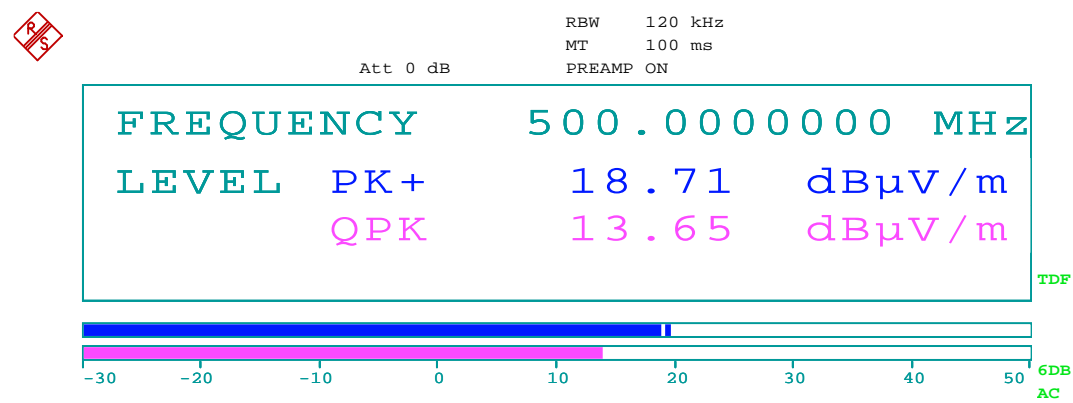 RBW 120 kHz
R
S
MT 100 ms
Att 0 dB PREAMP ON
FREQUENCY 500.0000000 MHz
LEVEL PK+ 18.71 dBµV/m
QPK 13.65 dBµV/m
TDF
-30 -20 -10 0 10 20 30 40 50
6DB
AC